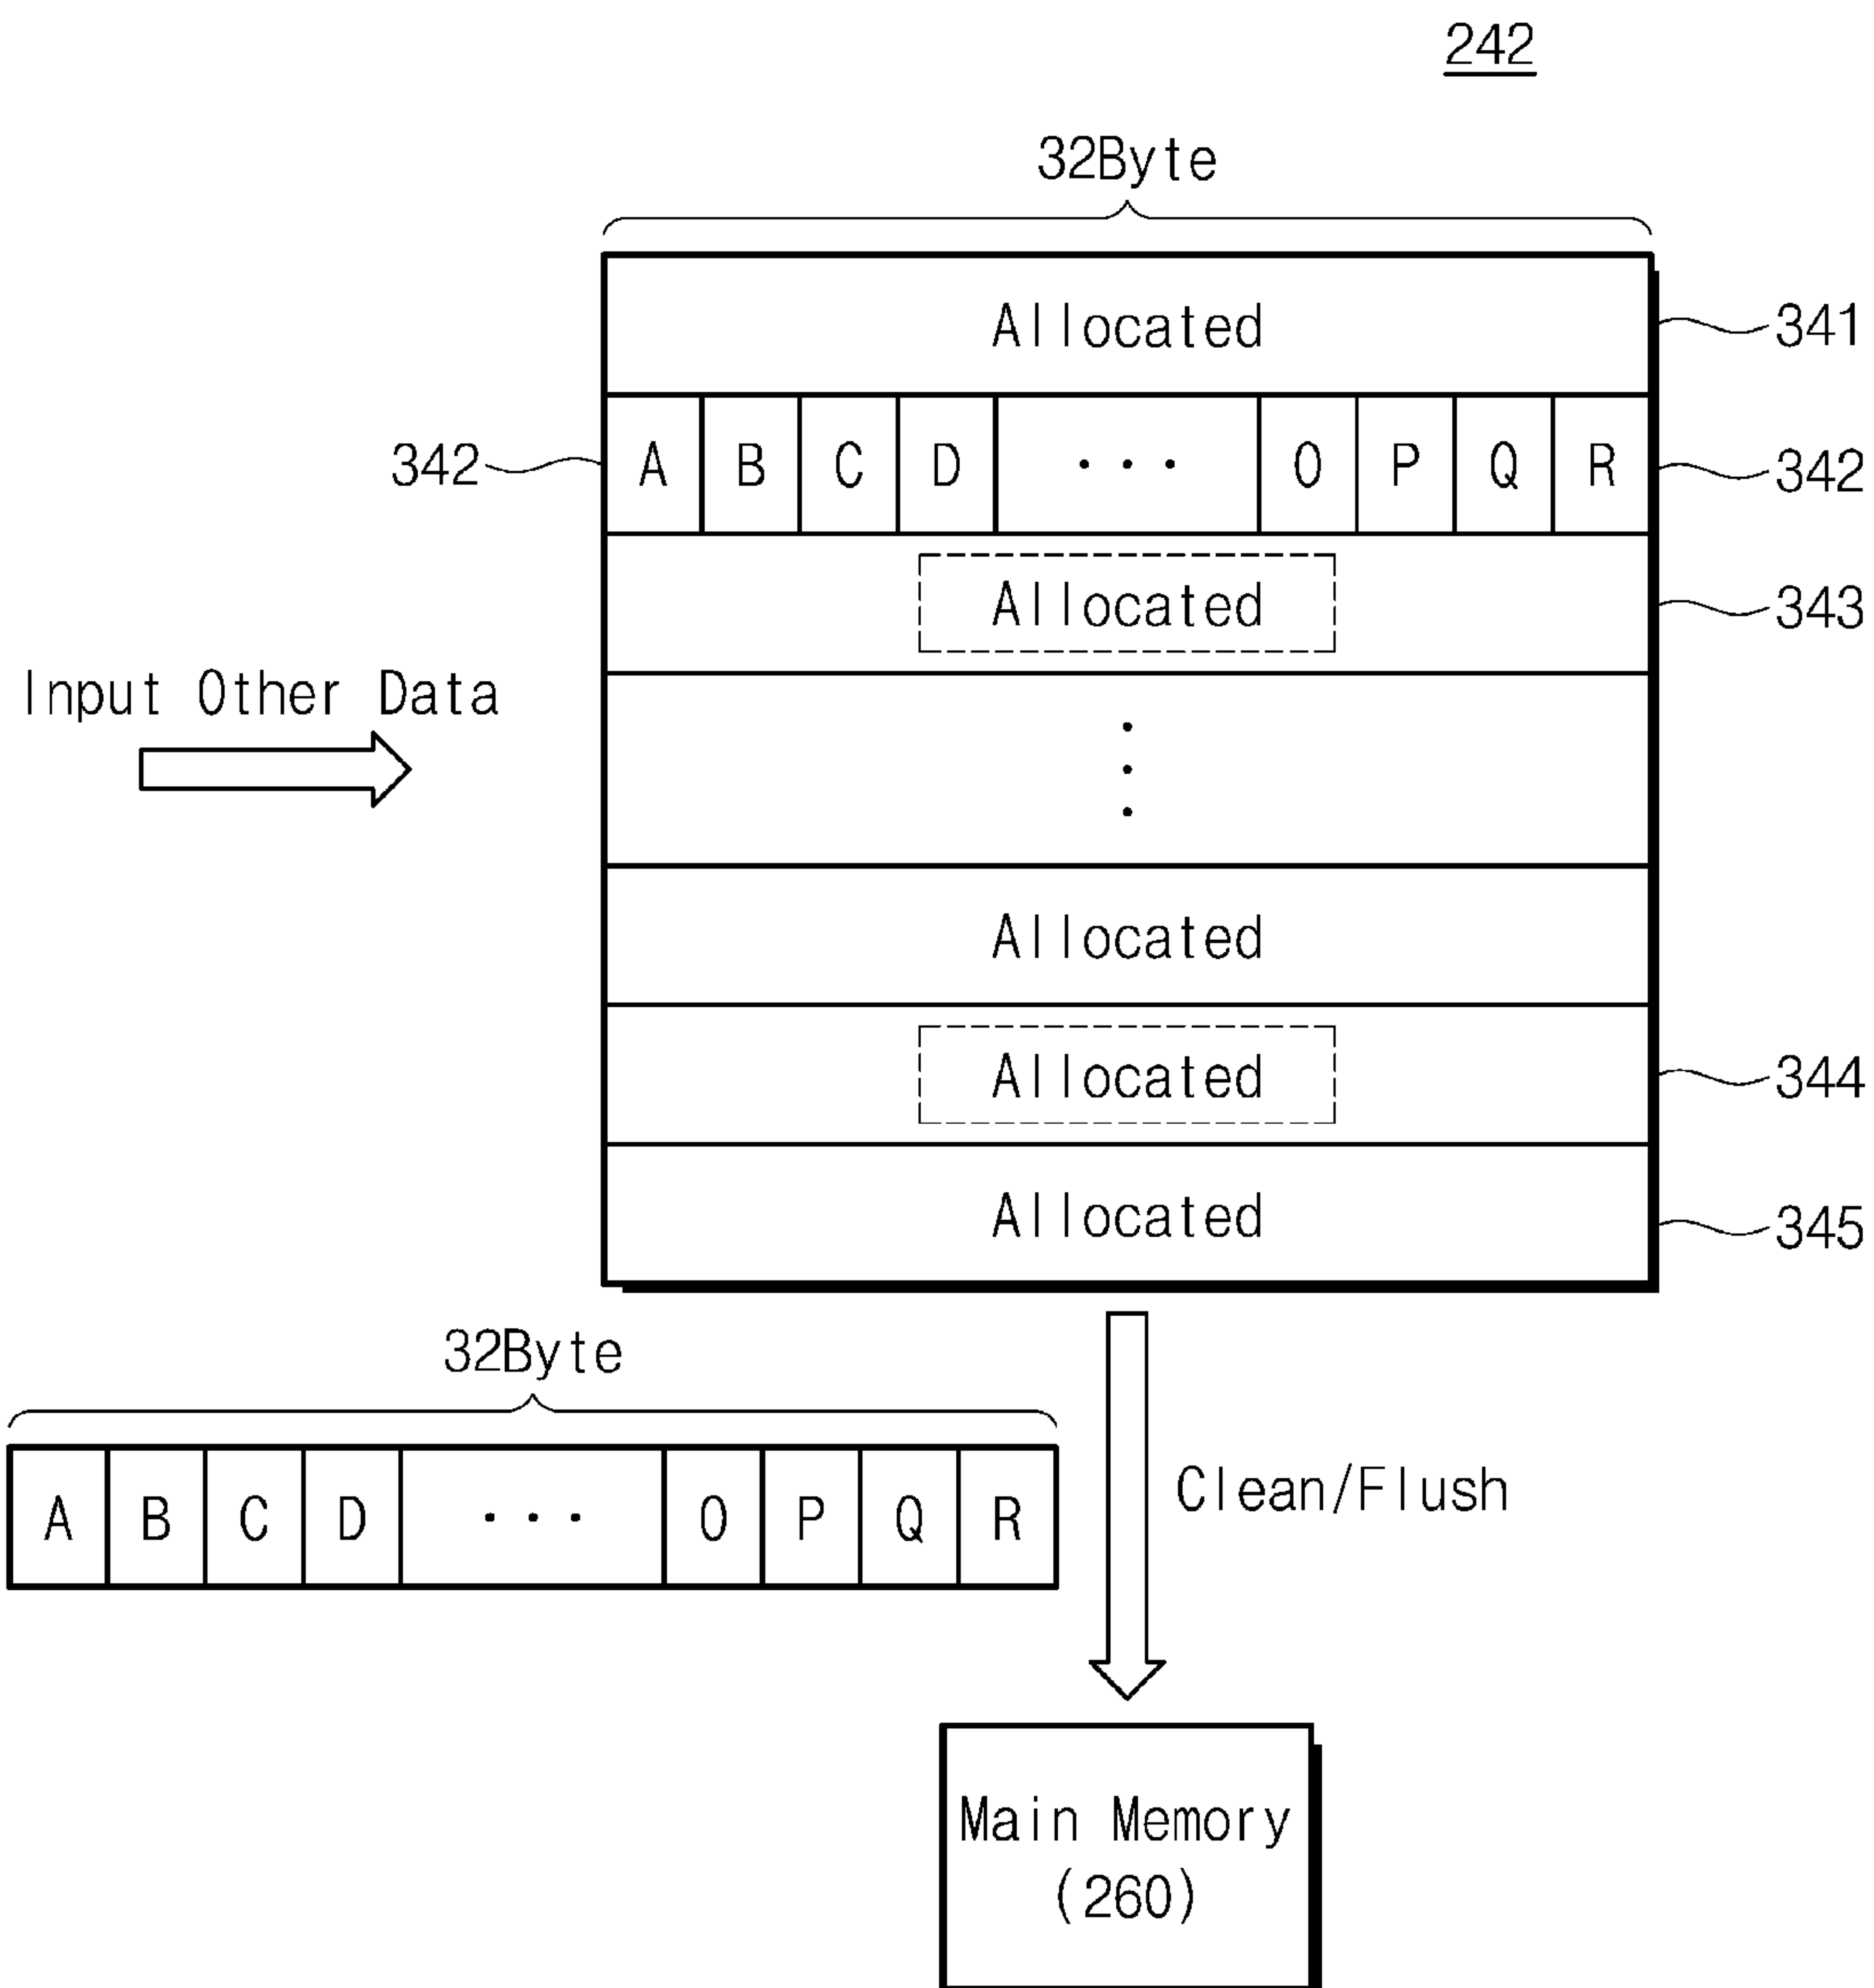 242
32Byte
Allocated 341
342 A B C D ... O P Q R 342
Allocated 343
Input Other Data
Allocated
Allocated 344
Allocated 345
32Byte
A B C D ... O P Q R
Clean/Flush
Main Memory
(260)